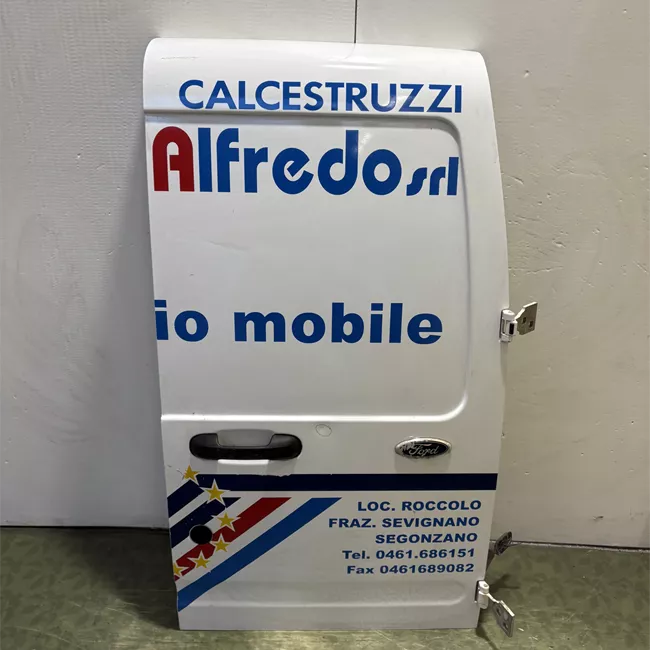 CALCESTRUZZI
Alfredo srl
io mobile
Ford
LOC. ROCCOLO
FRAZ. SEVIGNANO
SEGONZANO
Tel. 0461.686151
Fax 0461689082